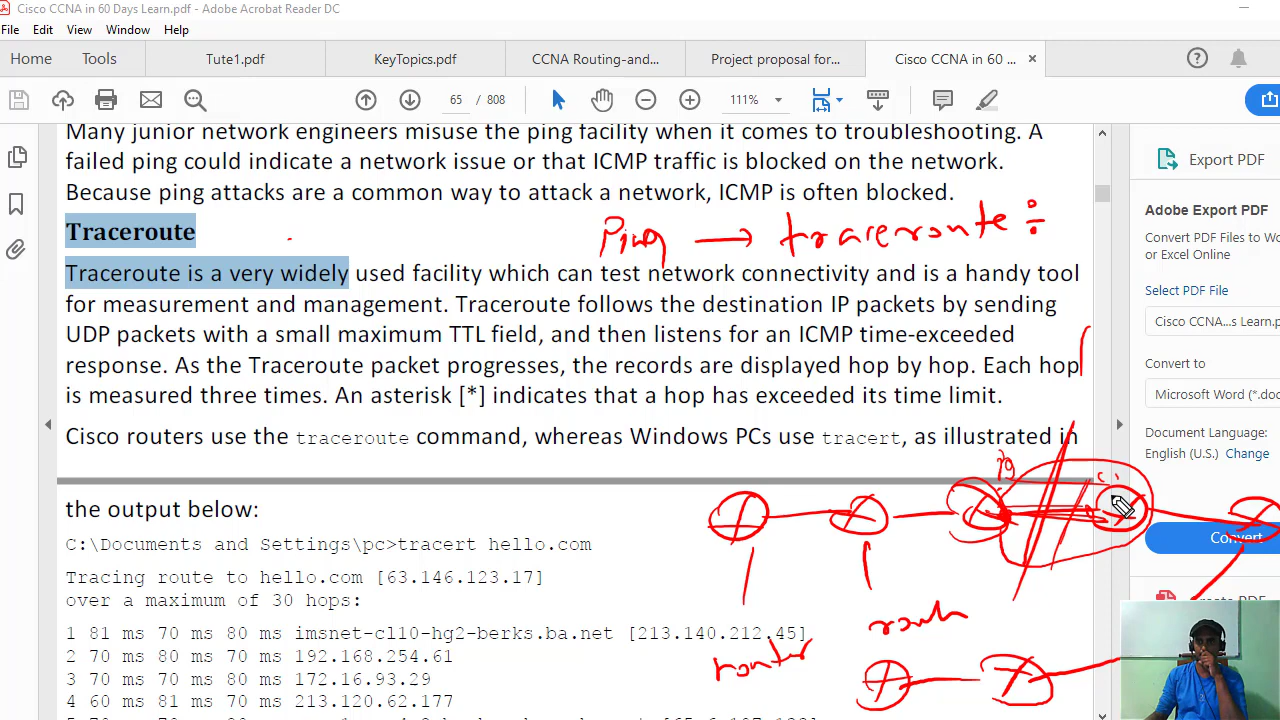 Cisco CCNA in 60 Days Learn.pdf - Adobe Acrobat Reader DC
File Edit View Window Help
Home Tools Tute1.pdf KeyTopics.pdf CCNA Routing-and... Project proposal for... Cisco CCNA in 60 ... ×
65 / 808 111%
Many junior network engineers misuse the ping facility when it comes to troubleshooting. A
failed ping could indicate a network issue or that ICMP traffic is blocked on the network.
Because ping attacks are a common way to attack a network, ICMP is often blocked.
Ping → traceroute ÷
Traceroute
Traceroute is a very widely used facility which can test network connectivity and is a handy tool
for measurement and management. Traceroute follows the destination IP packets by sending
UDP packets with a small maximum TTL field, and then listens for an ICMP time-exceeded
response. As the Traceroute packet progresses, the records are displayed hop by hop. Each hop
is measured three times. An asterisk [*] indicates that a hop has exceeded its time limit.
Cisco routers use the traceroute command, whereas Windows PCs use tracert, as illustrated in
the output below:
C:\Documents and Settings\pc>tracert hello.com
Tracing route to hello.com [63.146.123.17]
over a maximum of 30 hops:
1 81 ms 70 ms 80 ms imsnet-cl10-hg2-berks.ba.net [213.140.212.45]
2 70 ms 80 ms 70 ms 192.168.254.61
3 70 ms 70 ms 80 ms 172.16.93.29
4 60 ms 81 ms 70 ms 213.120.62.177
router
Export PDF
Adobe Export PDF
Convert PDF Files to Wo
or Excel Online
Select PDF File
Cisco CCNA...s Learn.p
Convert to
Microsoft Word (*.doc
Document Language:
English (U.S.) Change
Convert